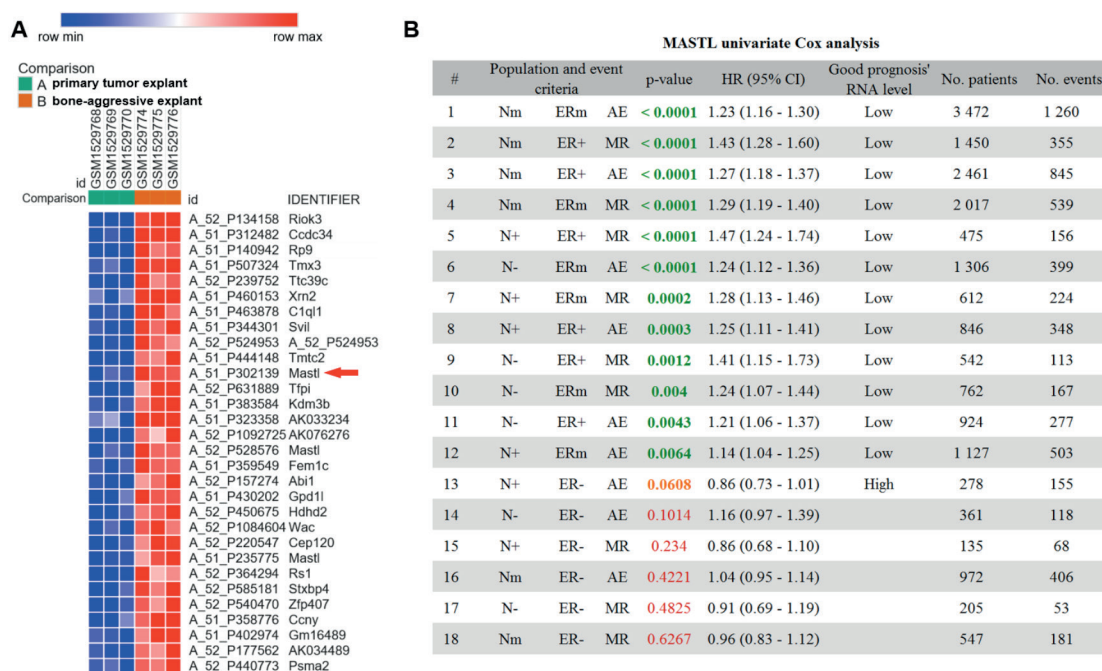 A
row min row max
Comparison
A primary tumor explant
B bone-aggressive explant
GSM1529768
GSM1529769
GSM1529770
GSM1529774
GSM1529775
GSM1529776
id
Comparison id IDENTIFIER
A_52_P134158 Riok3
A_51_P312482 Ccdc34
A_51_P140942 Rp9
A_51_P507324 Tmx3
A_52_P239752 Ttc39c
A_51_P460153 Xrn2
A_51_P463878 C1ql1
A_51_P344301 Svil
A_52_P524953 A_52_P524953
A_51_P444148 Tmtc2
A_51_P302139 Mastl
A_52_P631889 Tfpi
A_51_P383584 Kdm3b
A_51_P323358 AK033234
A_52_P1092725 AK076276
A_52_P528576 Mastl
A_51_P359549 Fem1c
A_52_P157274 Abi1
A_51_P430202 Gpd1l
A_52_P450675 Hdhd2
A_52_P1084604 Wac
A_52_P220547 Cep120
A_51_P235775 Mastl
A_52_P364294 Rs1
A_52_P585181 Stxbp4
A_52_P540470 Zfp407
A_51_P358776 Ccny
A_51_P402974 Gm16489
A_52_P177562 AK034489
A_52_P440773 Psma2
B
MASTL univariate Cox analysis
# Population and event criteria p-value HR (95% CI) Good prognosis' RNA level No. patients No. events
1 Nm ERm AE < 0.0001 1.23 (1.16 - 1.30) Low 3 472 1 260
2 Nm ER+ MR < 0.0001 1.43 (1.28 - 1.60) Low 1 450 355
3 Nm ER+ AE < 0.0001 1.27 (1.18 - 1.37) Low 2 461 845
4 Nm ERm MR < 0.0001 1.29 (1.19 - 1.40) Low 2 017 539
5 N+ ER+ MR < 0.0001 1.47 (1.24 - 1.74) Low 475 156
6 N- ERm AE < 0.0001 1.24 (1.12 - 1.36) Low 1 306 399
7 N+ ERm MR 0.0002 1.28 (1.13 - 1.46) Low 612 224
8 N+ ER+ AE 0.0003 1.25 (1.11 - 1.41) Low 846 348
9 N- ER+ MR 0.0012 1.41 (1.15 - 1.73) Low 542 113
10 N- ERm MR 0.004 1.24 (1.07 - 1.44) Low 762 167
11 N- ER+ AE 0.0043 1.21 (1.06 - 1.37) Low 924 277
12 N+ ERm AE 0.0064 1.14 (1.04 - 1.25) Low 1 127 503
13 N+ ER- AE 0.0608 0.86 (0.73 - 1.01) High 278 155
14 N- ER- AE 0.1014 1.16 (0.97 - 1.39) 361 118
15 N+ ER- MR 0.234 0.86 (0.68 - 1.10) 135 68
16 Nm ER- AE 0.4221 1.04 (0.95 - 1.14) 972 406
17 N- ER- MR 0.4825 0.91 (0.69 - 1.19) 205 53
18 Nm ER- MR 0.6267 0.96 (0.83 - 1.12) 547 181